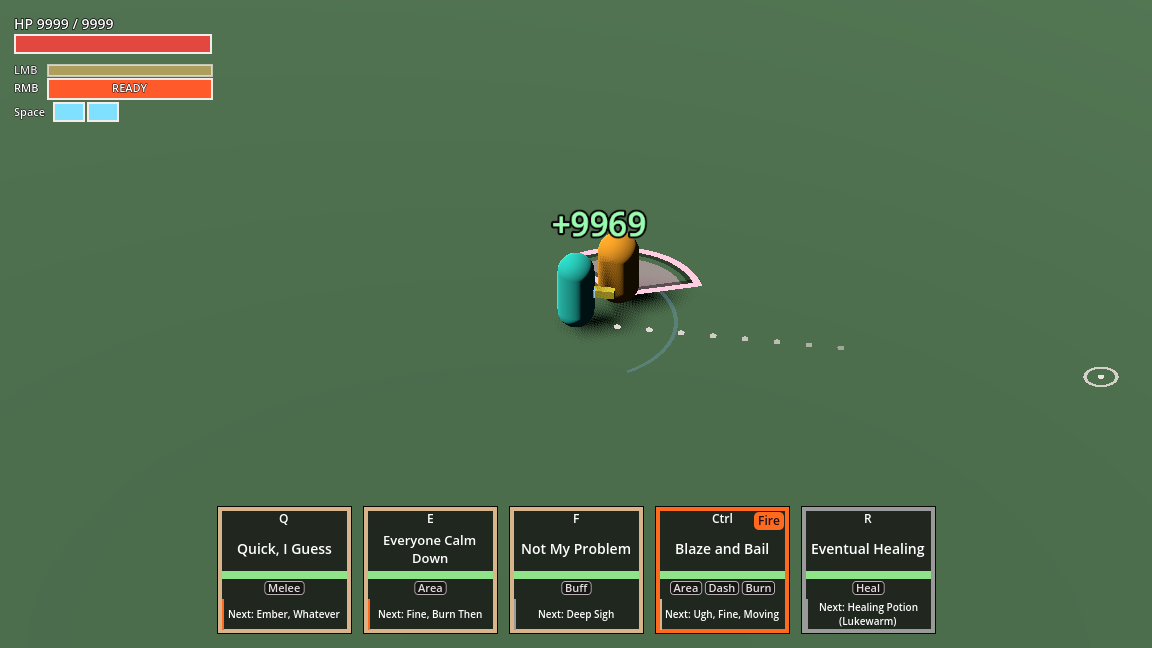 HP 9999 / 9999
LMB
RMB READY
Space
+9969
Q
Quick, I Guess
Melee
Next: Ember, Whatever
E
Everyone Calm
Down
Area
Next: Fine, Burn Then
F
Not My Problem
Buff
Next: Deep Sigh
Ctrl Fire
Blaze and Bail
Area Dash Burn
Next: Ugh, Fine, Moving
R
Eventual Healing
Heal
Next: Healing Potion
(Lukewarm)